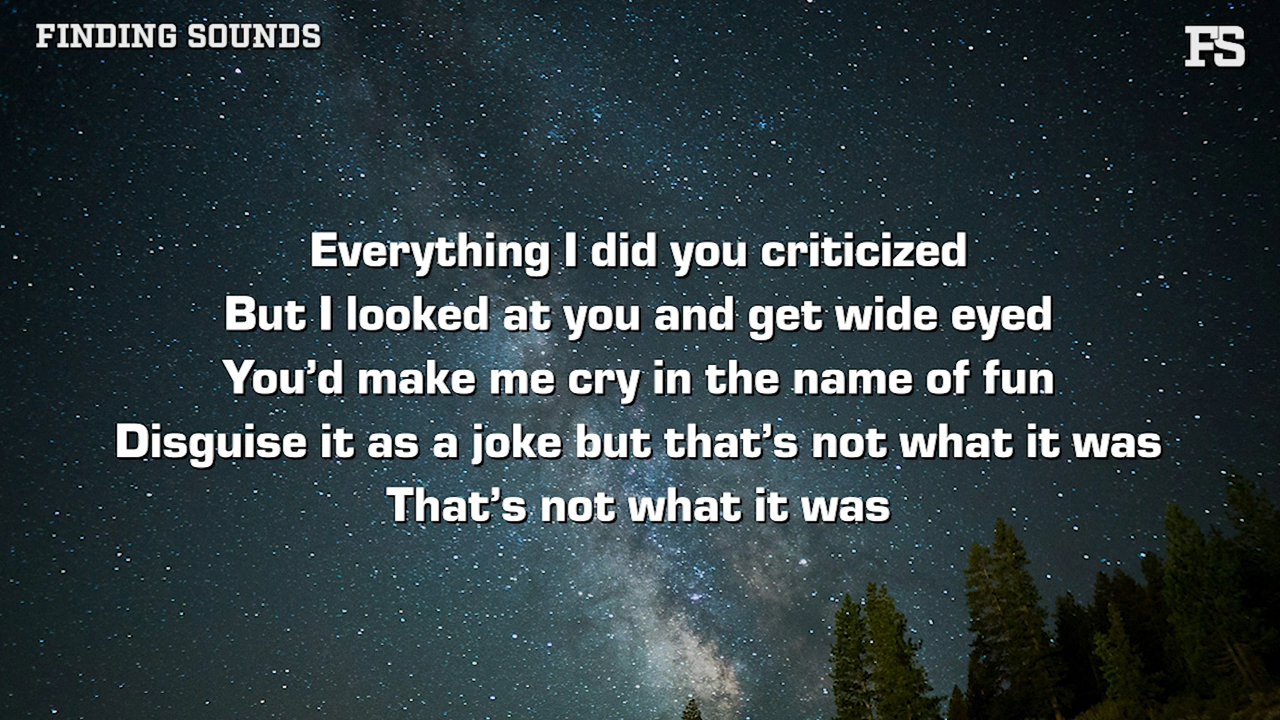 FINDING SOUNDS
FS
Everything I did you criticized
But I looked at you and get wide eyed
You’d make me cry in the name of fun
Disguise it as a joke but that’s not what it was
That’s not what it was